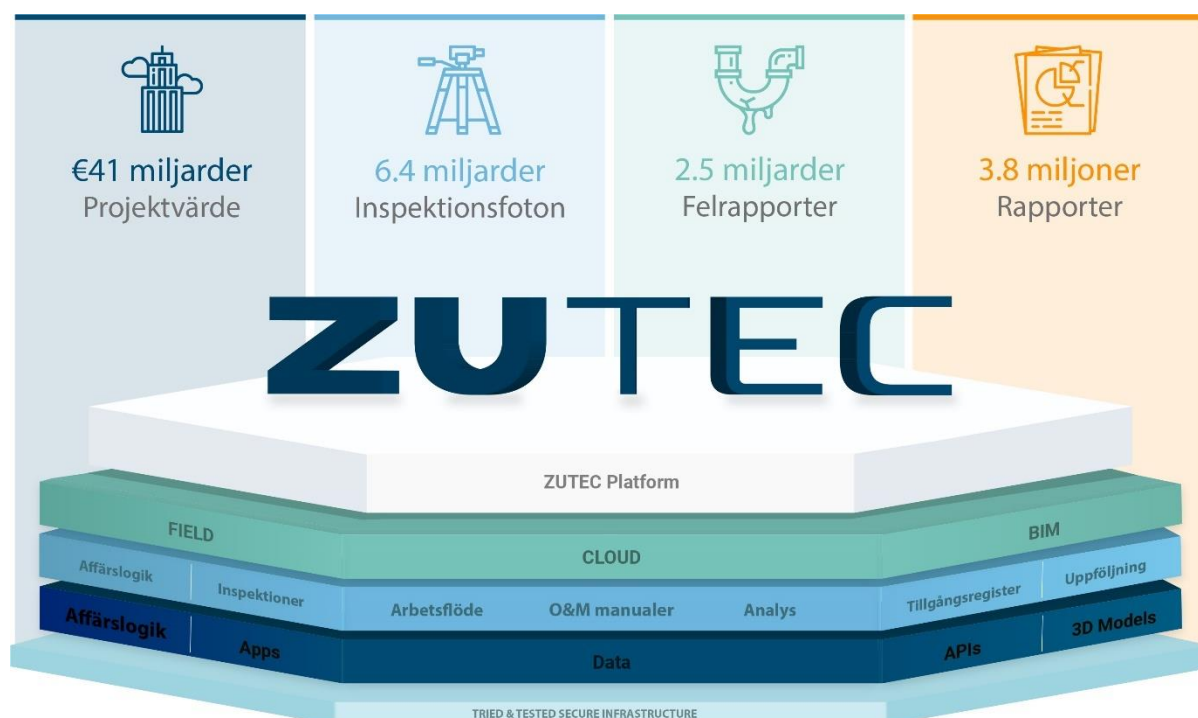 €41 miljarder
Projektvärde
6.4 miljarder
Inspektionsfoton
2.5 miljarder
Felrapporter
3.8 miljoner
Rapporter
ZUTEC
ZUTEC Platform
FIELD
CLOUD
BIM
Affärslogik
Inspektioner
Arbetsflöde
O&M manualer
Analys
Tillgångsregister
Uppföljning
Affärslogik
Apps
Data
APIs
3D Models
TRIED & TESTED SECURE INFRASTRUCTURE